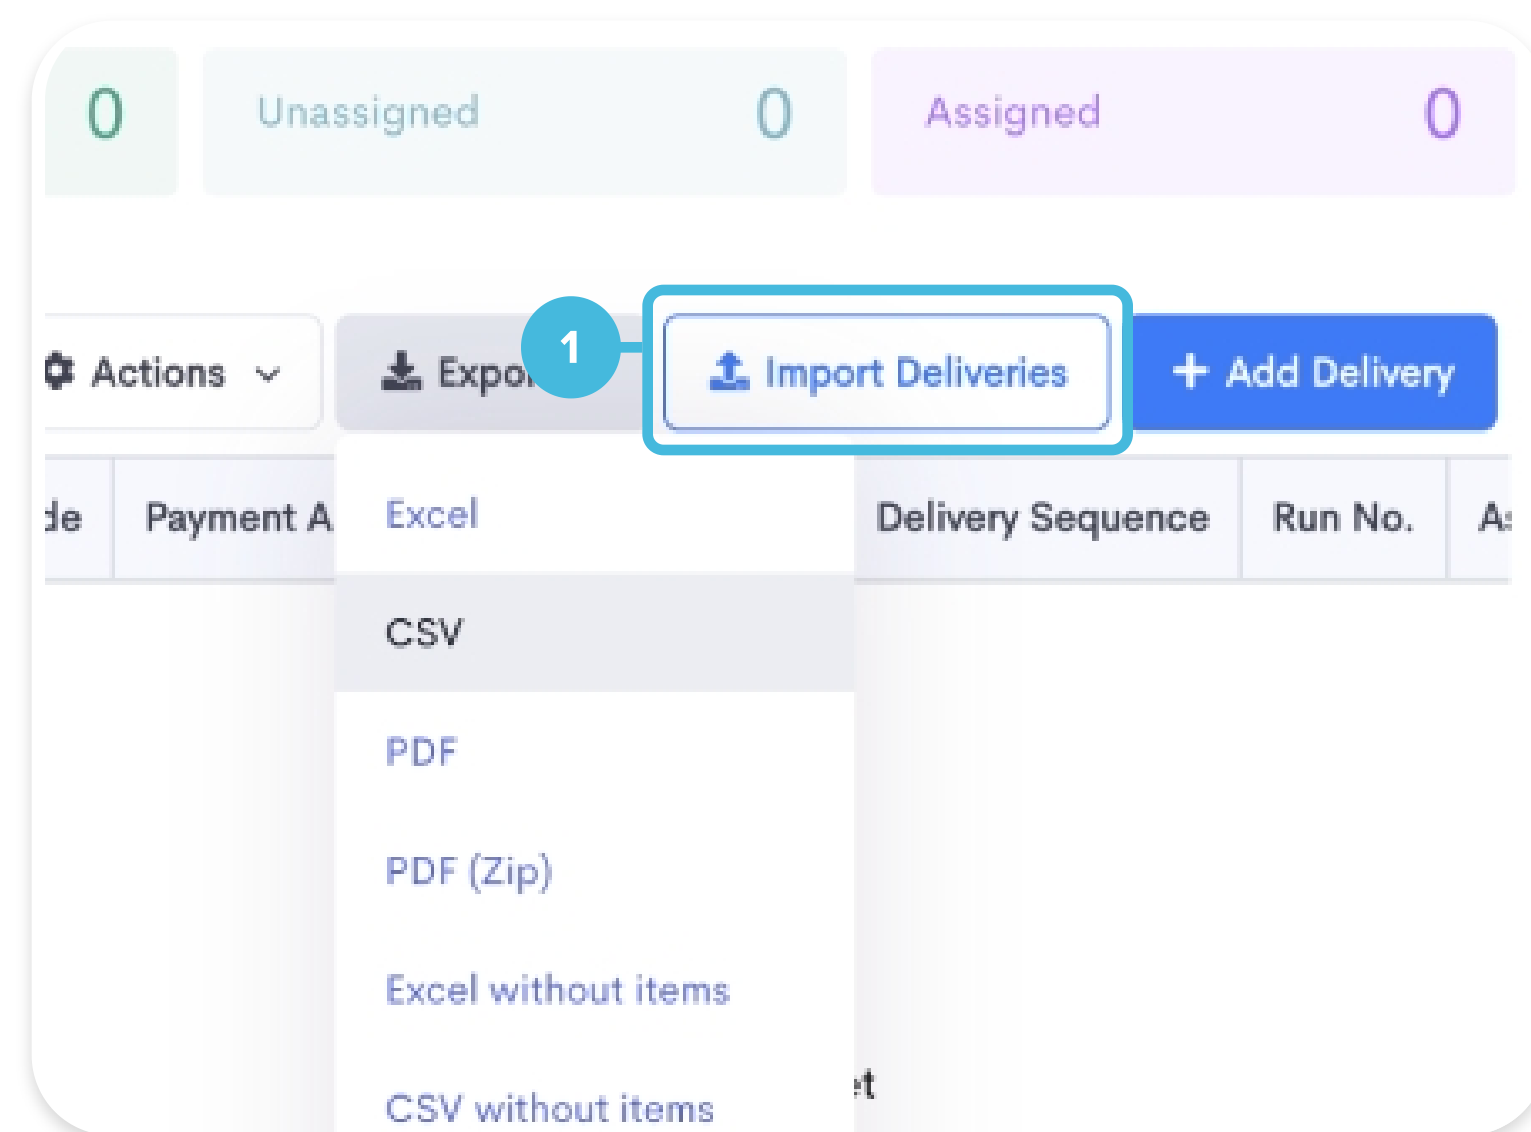 0 Unassigned 0 Assigned 0
Actions 1 Import Deliveries Add Delivery
Payment Delivery Sequence Run No.
Excel
CSV
PDF
PDF (Zip)
Excel without items
CSV without items